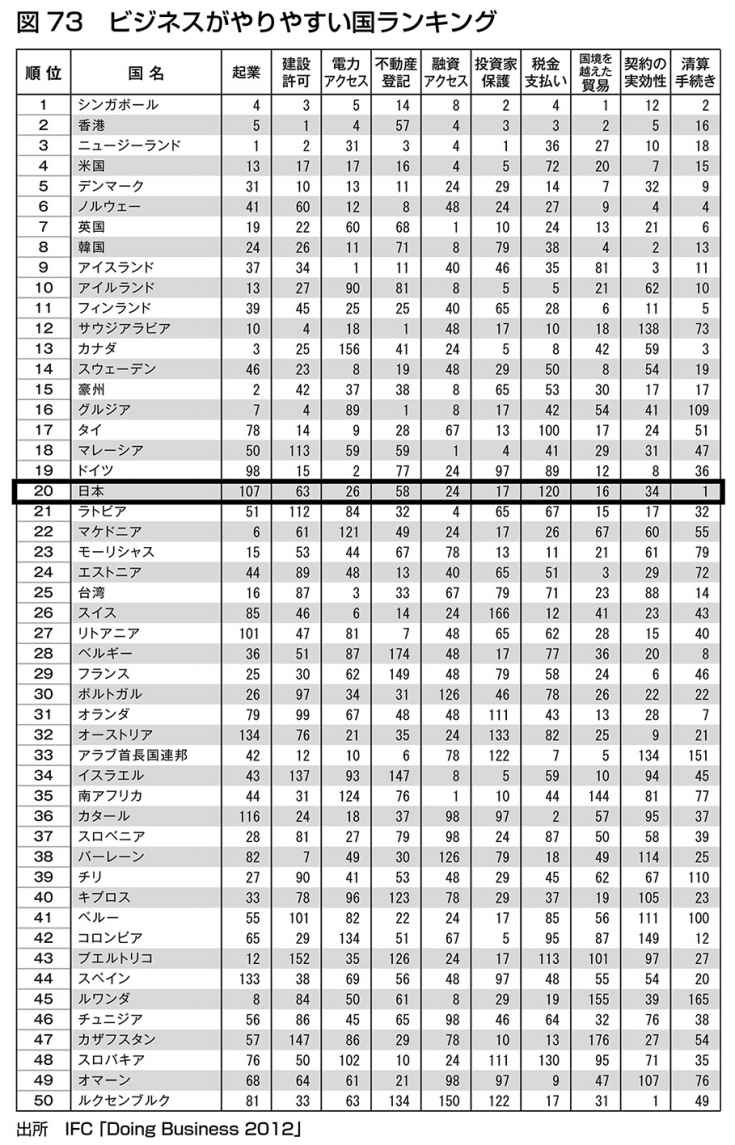 図 73 ビジネスがやりやすい国ランキング
順 位 国 名 起業 建設許可 電力アクセス 不動産登記 融資アクセス 投資家保護 税金支払い 国境を越えた貿易 契約の実効性 清算手続き
1 シンガポール 4 3 5 14 8 2 4 1 12 2
2 香港 5 1 4 57 4 3 3 2 5 16
3 ニュージーランド 1 2 31 3 4 1 36 27 10 18
4 米国 13 17 17 16 4 5 72 20 7 15
5 デンマーク 31 10 13 11 24 29 14 7 32 9
6 ノルウェー 41 60 12 8 48 24 27 9 4 4
7 英国 19 22 60 68 1 10 24 13 21 6
8 韓国 24 26 11 71 8 79 38 4 2 13
9 アイスランド 37 34 1 11 40 46 35 81 3 11
10 アイルランド 13 27 90 81 8 5 5 21 62 10
11 フィンランド 39 45 25 25 40 65 28 6 11 5
12 サウジアラビア 10 4 18 1 48 17 10 18 138 73
13 カナダ 3 25 156 41 24 5 8 42 59 3
14 スウェーデン 46 23 8 19 48 29 50 8 54 19
15 豪州 2 42 37 38 8 65 53 30 17 17
16 グルジア 7 4 89 1 8 17 42 54 41 109
17 タイ 78 14 9 28 67 13 100 17 24 51
18 マレーシア 50 113 59 59 1 4 41 29 31 47
19 ドイツ 98 15 2 77 24 97 89 12 8 36
20 日本 107 63 26 58 24 17 120 16 34 1
21 ラトビア 51 112 84 32 4 65 67 15 17 32
22 マケドニア 6 61 121 49 24 17 26 67 60 55
23 モーリシャス 15 53 44 67 78 13 11 21 61 79
24 エストニア 44 89 48 13 40 65 51 3 29 72
25 台湾 16 87 3 33 67 79 71 23 88 14
26 スイス 85 46 6 14 24 166 12 41 23 43
27 リトアニア 101 47 81 7 48 65 62 28 15 40
28 ベルギー 36 51 87 174 48 17 77 36 20 8
29 フランス 25 30 62 149 48 79 58 24 6 46
30 ポルトガル 26 97 34 31 126 46 78 26 22 22
31 オランダ 79 99 67 48 48 111 43 13 28 7
32 オーストリア 134 76 21 35 24 133 82 25 9 21
33 アラブ首長国連邦 42 12 10 6 78 122 7 5 134 151
34 イスラエル 43 137 93 147 8 5 59 10 94 45
35 南アフリカ 44 31 124 76 1 10 44 144 81 77
36 カタール 116 24 18 37 98 97 2 57 95 37
37 スロベニア 28 81 27 79 98 24 87 50 58 39
38 バーレーン 82 7 49 30 126 79 18 49 114 25
39 チリ 27 90 41 53 48 29 45 62 67 110
40 キプロス 33 78 96 123 78 29 37 19 105 23
41 ペルー 55 101 82 22 24 17 85 56 111 100
42 コロンビア 65 29 134 51 67 5 95 87 149 12
43 プエルトリコ 12 152 35 126 24 17 113 101 97 27
44 スペイン 133 38 69 56 48 97 48 55 54 20
45 ルワンダ 8 84 50 61 8 29 19 155 39 165
46 チュニジア 56 86 45 65 98 46 64 32 76 38
47 カザフスタン 57 147 86 29 78 10 13 176 27 54
48 スロバキア 76 50 102 10 24 111 130 95 71 35
49 オマーン 68 64 61 21 98 97 9 47 107 76
50 ルクセンブルク 81 33 63 134 150 122 17 31 1 49
出所 IFC「Doing Business 2012」